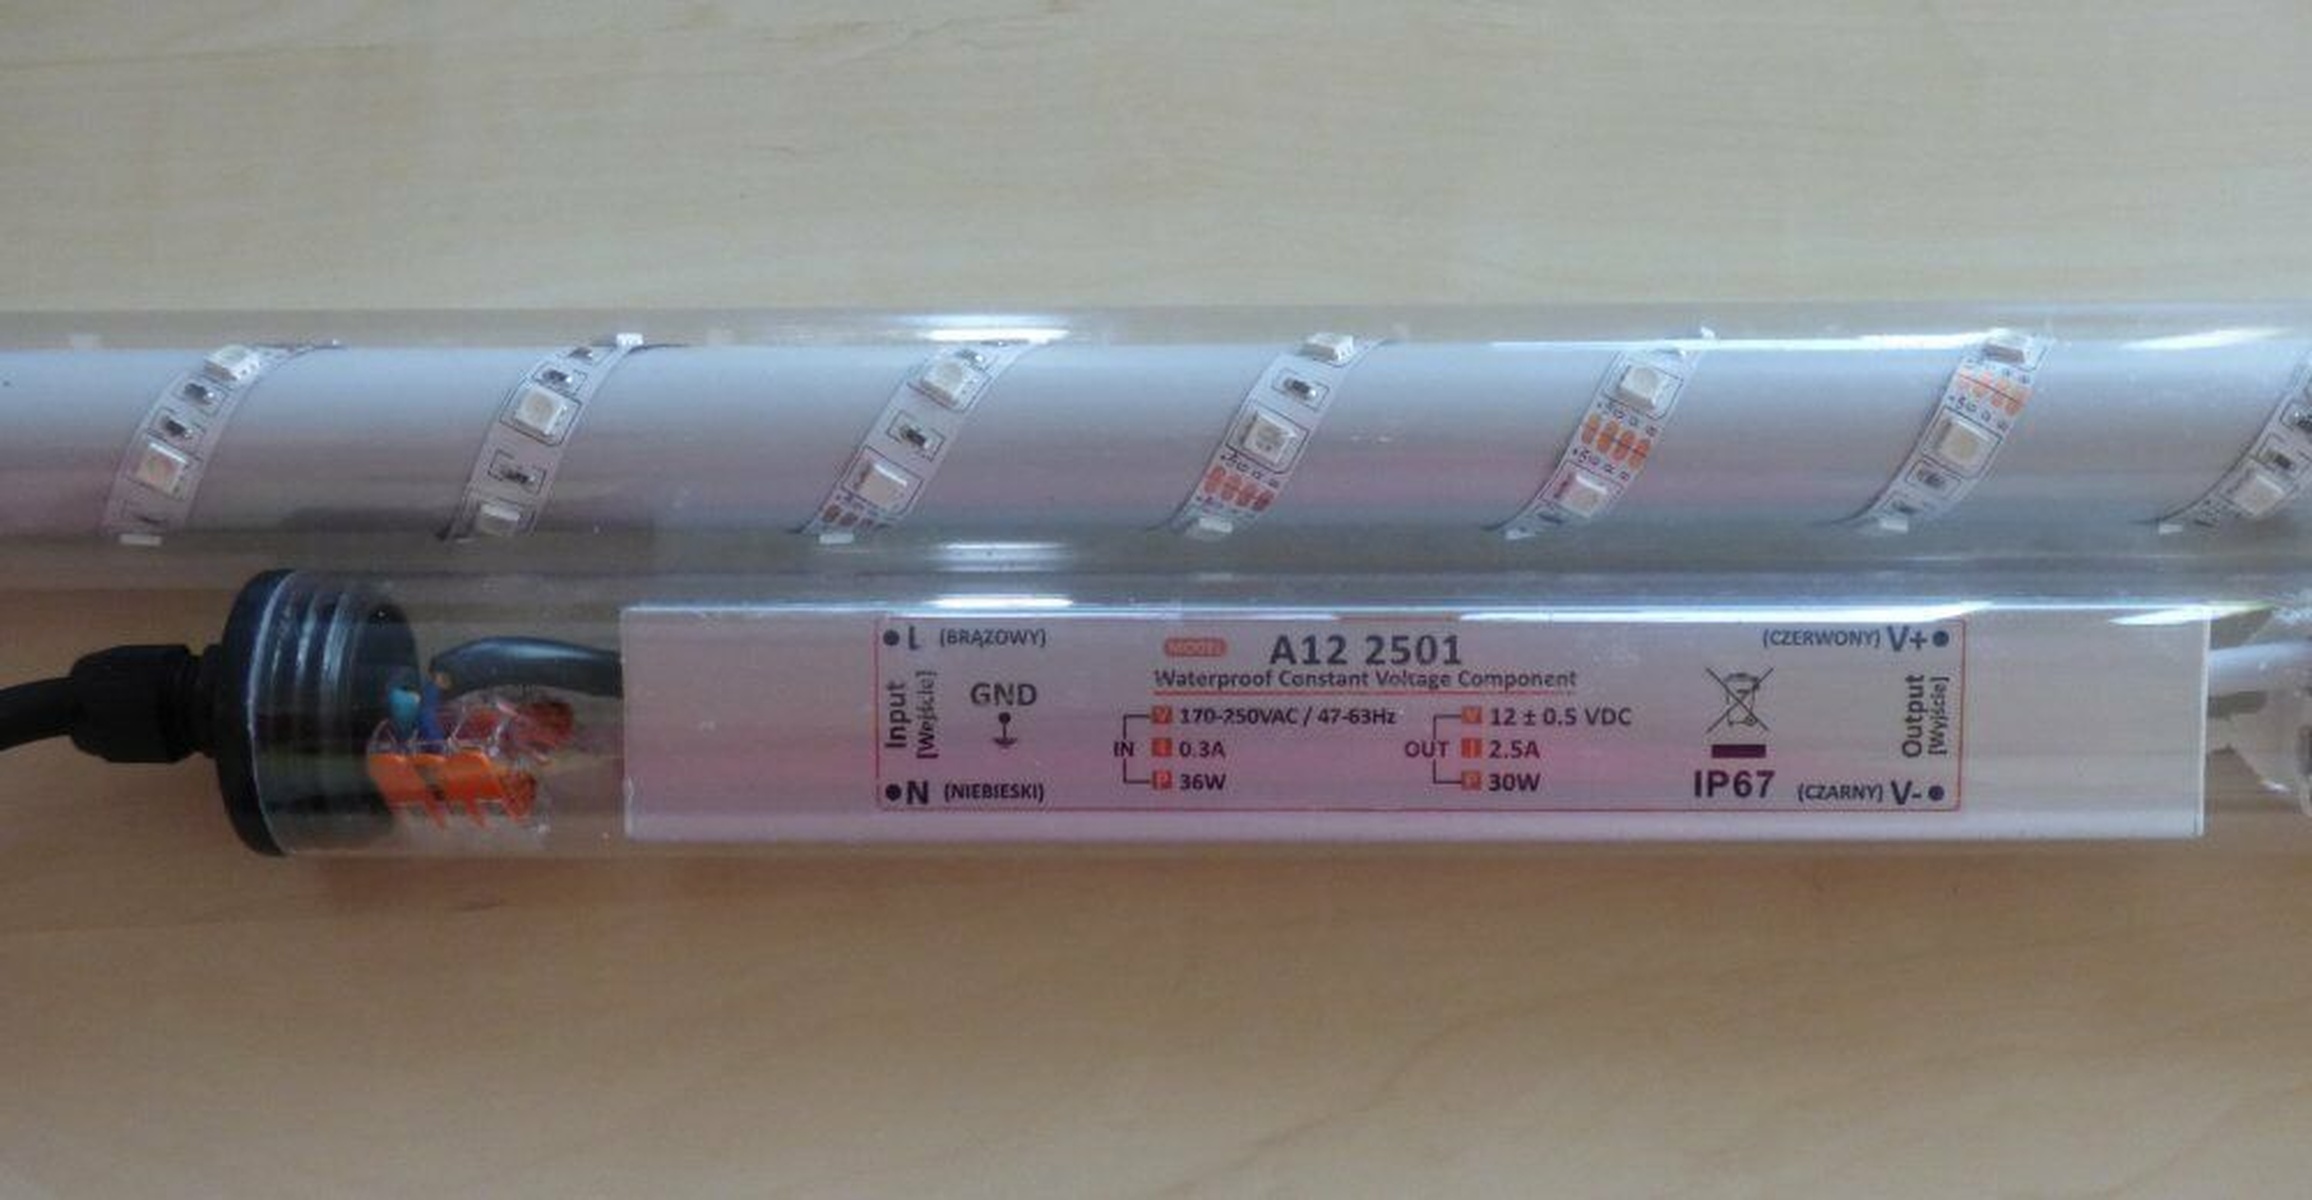 L (BRĄZOWY)
Input
[Wejście]
GND
N (NIEBIESKI)
MODEL A12 2501
Waterproof Constant Voltage Component
IN
V 170-250VAC / 47-63Hz
I 0.3A
P 36W
OUT
V 12 ± 0.5 VDC
I 2.5A
P 30W
IP67
(CZERWONY) V+
Output
[Wyjście]
(CZARNY) V-